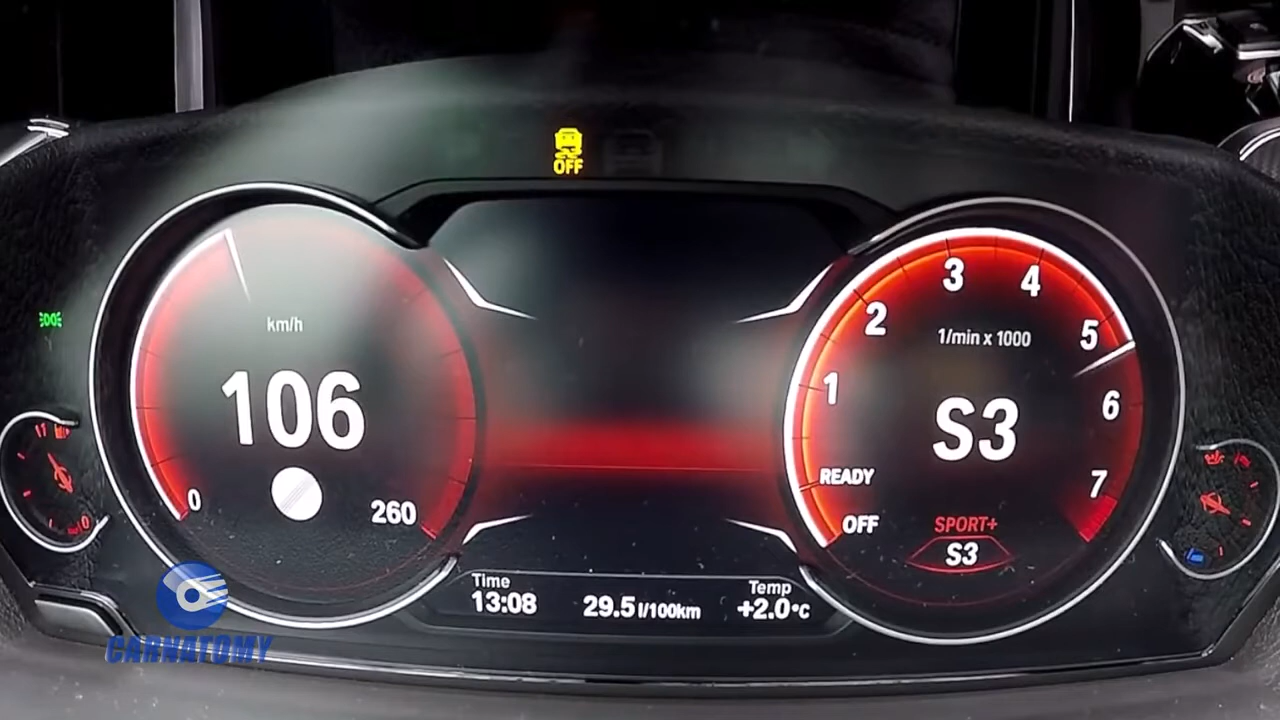 OFF
km/h
106
0
260
1
2
3
4
5
6
7
1/min x 1000
S3
READY
OFF
SPORT+
S3
Time
13:08
29.5 l/100km
Temp
+2.0°C
0
CARNATOMY